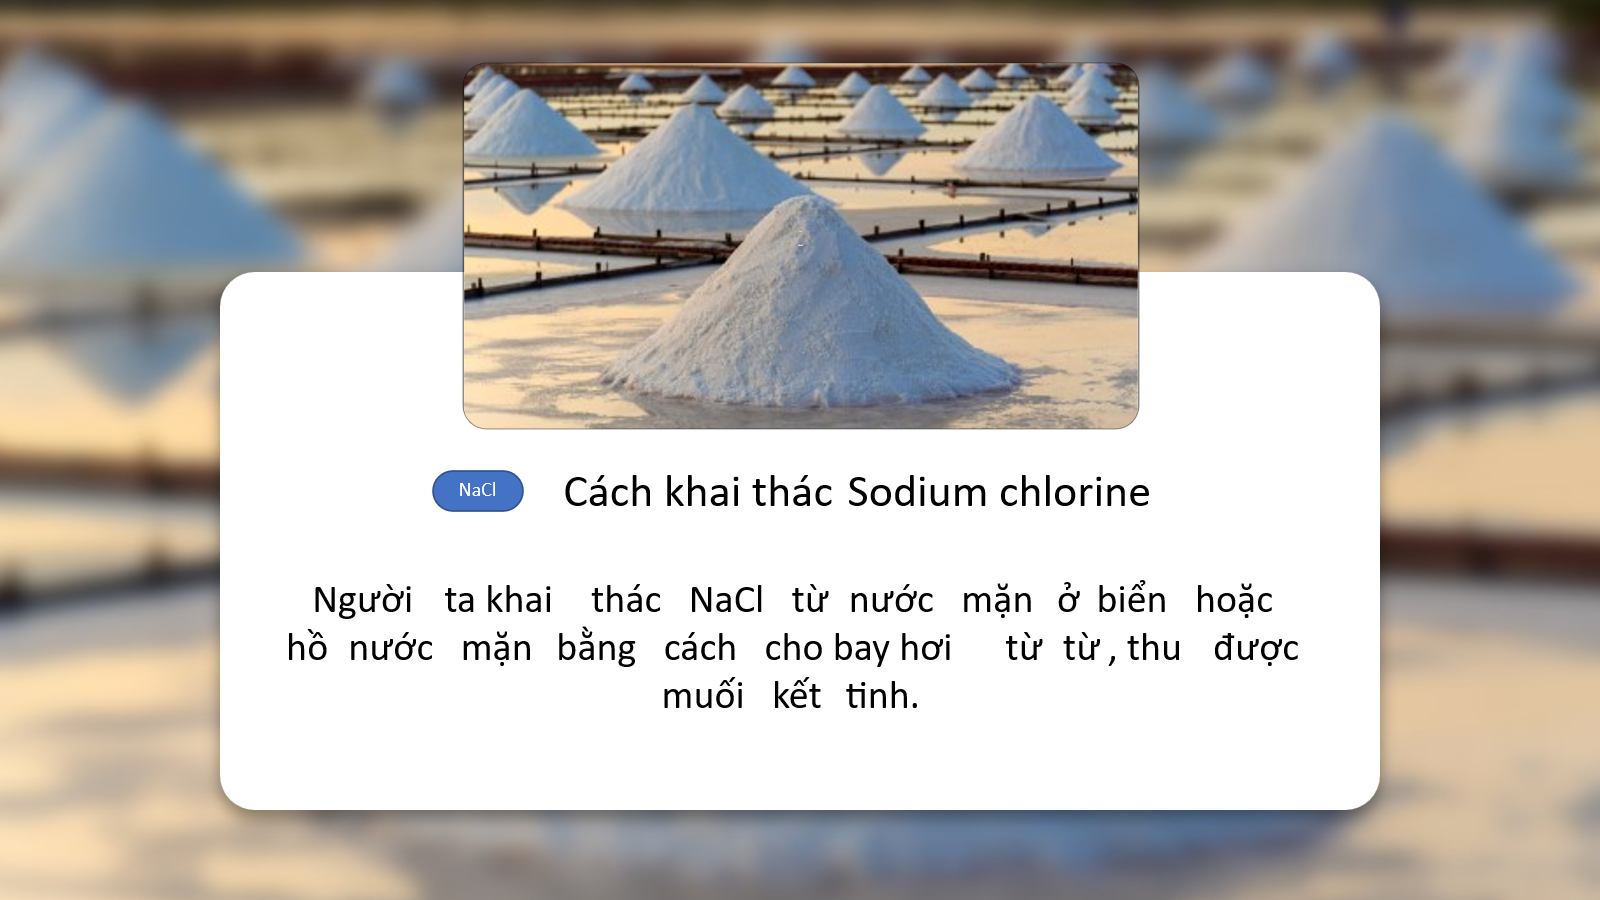 NaCl
Cách khai thác Sodium chlorine
Người ta khai thác NaCl từ nước mặn ở biển hoặc
hồ nước mặn bằng cách cho bay hơi từ từ , thu được
muối kết tinh.